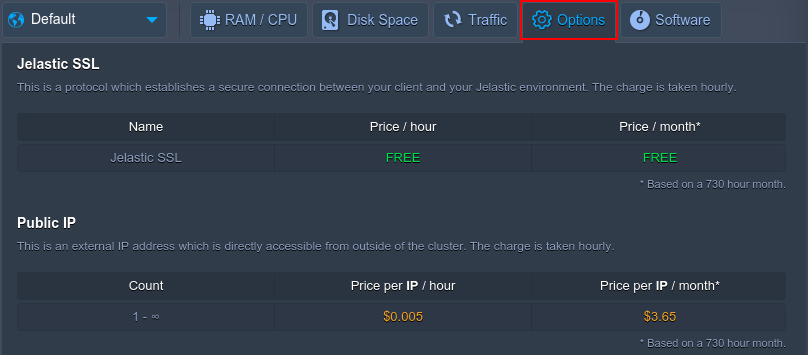 Default RAM / CPU Disk Space Traffic Options Software
Jelastic SSL
This is a protocol which establishes a secure connection between your client and your Jelastic environment. The charge is taken hourly.
Name Price / hour Price / month*
Jelastic SSL FREE FREE
* Based on a 730 hour month.
Public IP
This is an external IP address which is directly accessible from outside of the cluster. The charge is taken hourly.
Count Price per IP / hour Price per IP / month*
1 - ∞ $0.005 $3.65
* Based on a 730 hour month.